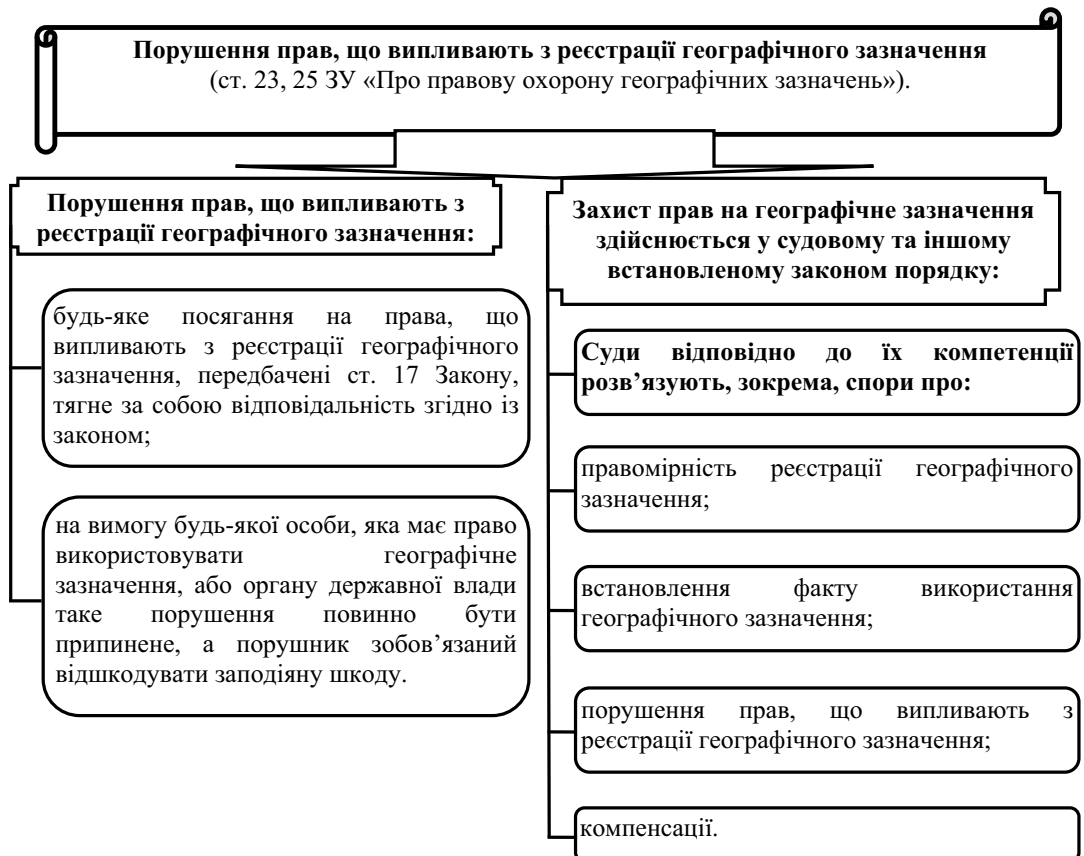 Порушення прав, що випливають з реєстрації географічного зазначення
(ст. 23, 25 ЗУ «Про правову охорону географічних зазначень»).
Порушення прав, що випливають з
реєстрації географічного зазначення:
будь-яке посягання на права, що
випливають з реєстрації географічного
зазначення, передбачені ст. 17 Закону,
тягне за собою відповідальність згідно із
законом;
на вимогу будь-якої особи, яка має право
використовувати географічне
зазначення, або органу державної влади
таке порушення повинно бути
припинене, а порушник зобов’язаний
відшкодувати заподіяну шкоду.
Захист прав на географічне зазначення
здійснюється у судовому та іншому
встановленому законом порядку:
Суди відповідно до їх компетенції
розв’язують, зокрема, спори про:
правомірність реєстрації географічного
зазначення;
встановлення факту використання
географічного зазначення;
порушення прав, що випливають з
реєстрації географічного зазначення;
компенсації.